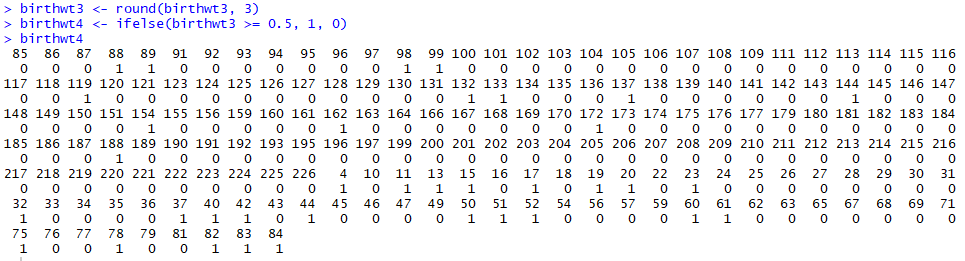 > birthwt3 <- round(birthwt3, 3)
> birthwt4 <- ifelse(birthwt3 >= 0.5, 1, 0)
> birthwt4
85 86 87 88 89 91 92 93 94 95 96 97 98 99 100 101 102 103 104 105 106 107 108 109 111 112 113 114 115 116
0 0 0 1 1 0 0 0 0 0 0 0 1 1 0 0 0 0 0 0 0 0 0 0 0 0 0 0 0 0
117 118 119 120 121 123 124 125 126 127 128 129 130 131 132 133 134 135 136 137 138 139 140 141 142 143 144 145 146 147
0 0 1 0 0 0 0 0 0 0 0 0 0 0 1 1 0 0 0 1 0 0 0 0 0 0 1 0 0 0
148 149 150 151 154 155 156 159 160 161 162 163 164 166 167 168 169 170 172 173 174 175 176 177 179 180 181 182 183 184
0 0 0 0 1 0 0 0 0 0 1 0 0 0 0 0 0 0 1 0 0 0 0 0 0 0 0 0 0 0
185 186 187 188 189 190 191 192 193 195 196 197 199 200 201 202 203 204 205 206 207 208 209 210 211 212 213 214 215 216
0 0 0 1 0 0 0 0 0 0 0 0 0 0 0 0 0 0 0 0 0 0 0 0 0 0 0 0 0 0
217 218 219 220 221 222 223 224 225 226 4 10 11 13 15 16 17 18 19 20 22 23 24 25 26 27 28 29 30 31
0 0 0 0 0 0 0 0 0 0 1 0 1 1 1 0 1 0 1 1 0 1 0 0 0 0 0 0 0 0
32 33 34 35 36 37 40 42 43 44 45 46 47 49 50 51 52 54 56 57 59 60 61 62 63 65 67 68 69 71
1 0 0 0 0 1 1 1 0 1 0 0 0 0 1 1 1 0 0 0 0 1 1 0 0 0 0 0 0 0
75 76 77 78 79 81 82 83 84
1 0 0 1 0 0 1 1 1